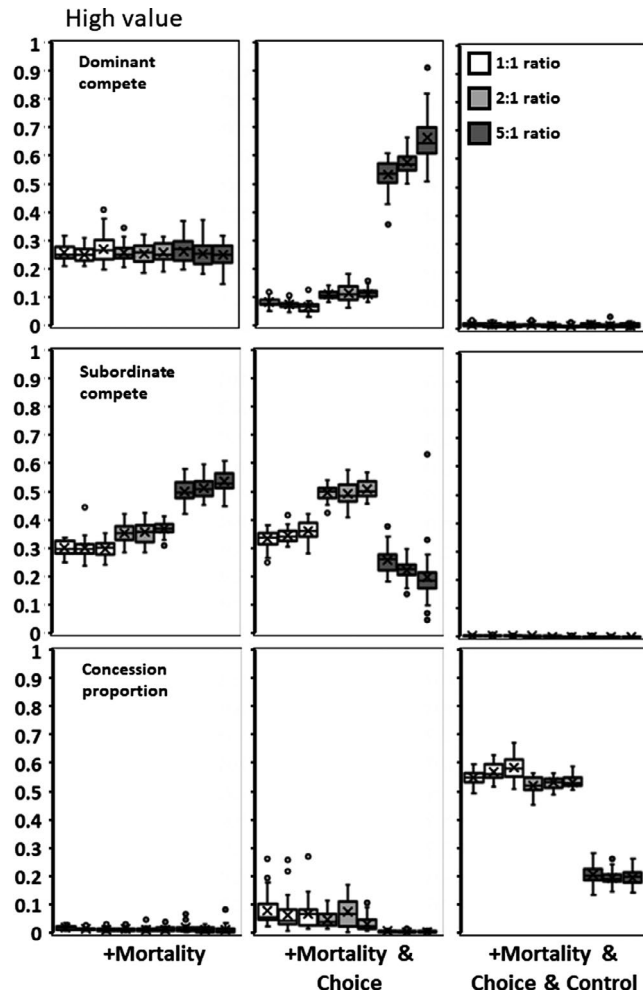 High value
1
0.9
0.8
0.7
0.6
0.5
0.4
0.3
0.2
0.1
0
Dominant
compete
1:1 ratio
2:1 ratio
5:1 ratio
1
0.9
0.8
0.7
0.6
0.5
0.4
0.3
0.2
0.1
0
Subordinate
compete
1
0.9
0.8
0.7
0.6
0.5
0.4
0.3
0.2
0.1
0
Concession
proportion
+Mortality
+Mortality &
Choice
+Mortality &
Choice & Control